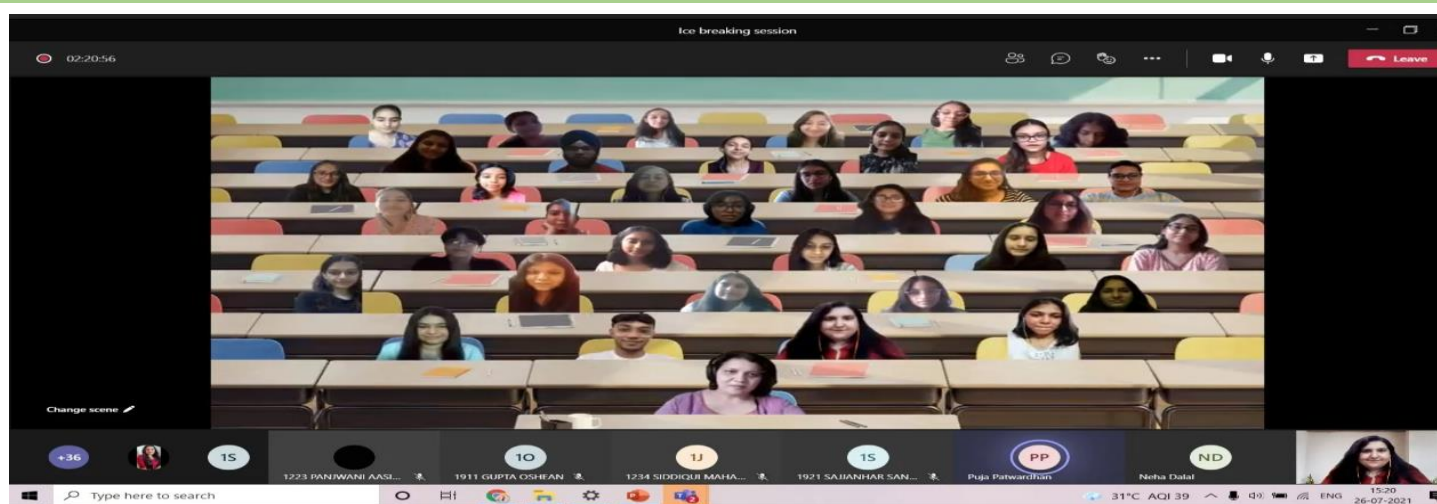 Ice breaking session
02:20:56
Leave
Change scene
+36
1S
1O
1J
1S
PP
ND
1223 PANJWANI AASI...
1911 GUPTA OSHEAN
1234 SIDDIQUI MAHA...
1921 SAJJANHAR SAN...
Puja Patwardhan
Neha Dalal
Type here to search
31°C AQI 39
ENG
15:20
26-07-2021